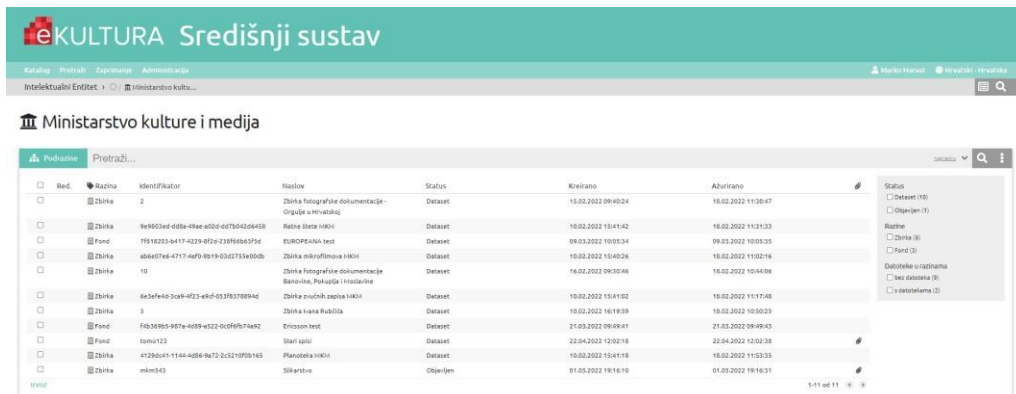 eKULTURA Središnji sustav
Katalog Pretraži Zaprimanje Administracija Marko Horvat Hrvatski - Hrvatska
Intelektualni Entitet Ministarstvo kultu...
Ministarstvo kulture i medija
Podrazine Pretraži...
Red. Razina Identifikator Naslov Status Kreirano Ažurirano
Zbirka 2 Zbirka fotografske dokumentacije - Orgulje u Hrvatskoj Dataset 15.02.2022 09:40:24 18.02.2022 11:38:47
Zbirka Ratne štete MKM Dataset 10.02.2022 15:41:42 18.02.2022 11:31:33
Fond EUROPEANA test Dataset 09.03.2022 10:05:34 09.03.2022 10:05:35
Zbirka Zbirka mikrofilmova MKM Dataset 10.02.2022 15:40:26 18.02.2022 11:02:16
Zbirka 10 Zbirka fotografske dokumentacije Banovine, Pokuplja i Moslavine Dataset 16.02.2022 09:30:46 18.02.2022 10:44:06
Zbirka Zbirka zvučnih zapisa MKM Dataset 10.02.2022 15:41:02 18.02.2022 11:17:48
Zbirka 5 Zbirka Ivana Rubčića Dataset 10.02.2022 16:19:59 18.02.2022 10:50:25
Fond Ericsson test Dataset 21.03.2022 09:49:41 21.03.2022 09:49:43
Fond tomo123 Stari spisi Dataset 22.04.2022 12:02:18 22.04.2022 12:02:38
Zbirka Planoteka MKM Dataset 10.02.2022 15:41:18 18.02.2022 11:53:35
Zbirka mkm543 Slikarstvo Objavljen 01.05.2022 19:16:10 01.05.2022 19:16:31
Izvoz 1-11 od 11
Status
Dataset (10)
Objavljen (1)
Razine
Zbirka (8)
Fond (3)
Datoteke u razinama
bez datoteka (9)
s datotekama (2)